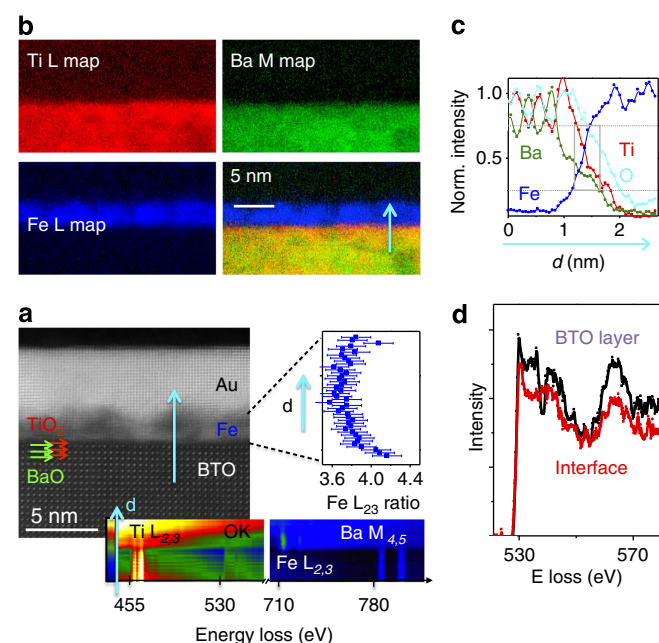 b
Ti L map
Ba M map
Fe L map
5 nm
c
Norm. intensity
1.0
0.5
Ba
Fe
Ti
O
0
1
2
d (nm)
a
Au
Fe
TiO2
BaO
BTO
5 nm
d
3.6
4.0
4.4
Fe L23 ratio
d
Ti L2,3
OK
Ba M4,5
Fe L2,3
455
530
710
780
Energy loss (eV)
d
BTO layer
Interface
Intensity
530
570
E loss (eV)